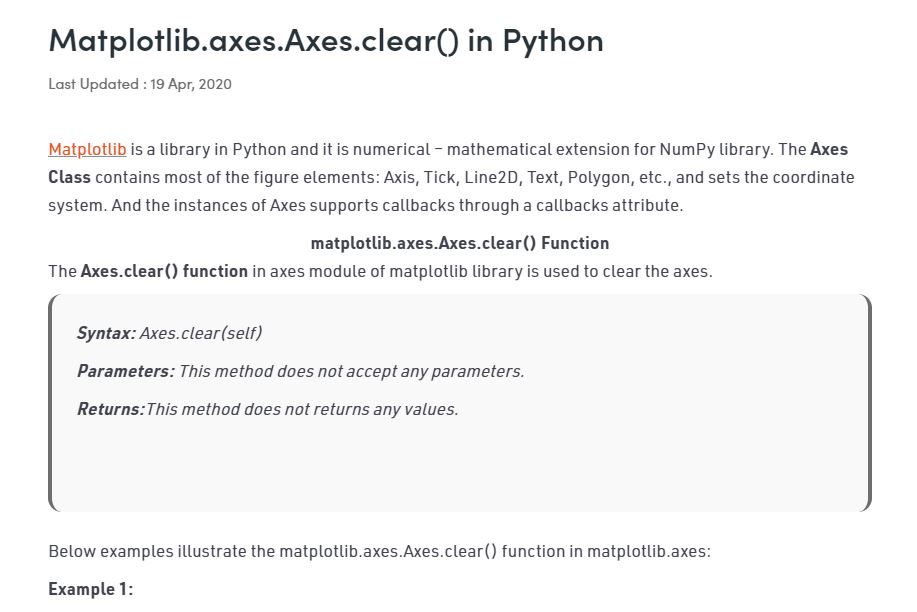 Matplotlib.axes.Axes.clear() in Python
Last Updated : 19 Apr, 2020
Matplotlib is a library in Python and it is numerical – mathematical extension for NumPy library. The Axes
Class contains most of the figure elements: Axis, Tick, Line2D, Text, Polygon, etc., and sets the coordinate
system. And the instances of Axes supports callbacks through a callbacks attribute.
matplotlib.axes.Axes.clear() Function
The Axes.clear() function in axes module of matplotlib library is used to clear the axes.
Syntax: Axes.clear(self)
Parameters: This method does not accept any parameters.
Returns:This method does not returns any values.
Below examples illustrate the matplotlib.axes.Axes.clear() function in matplotlib.axes:
Example 1: